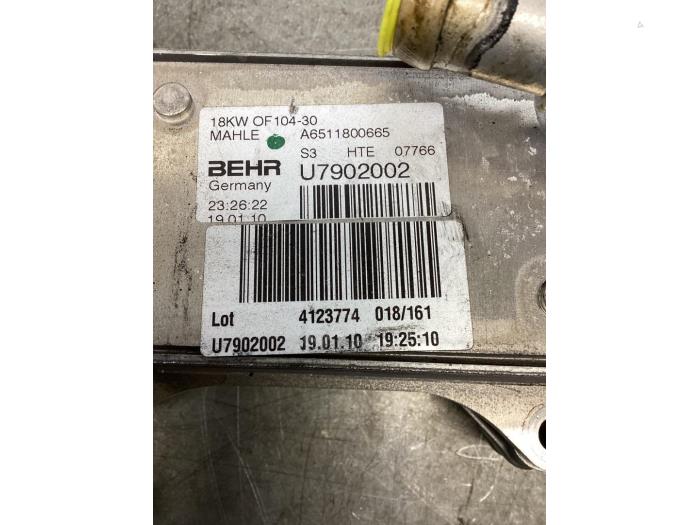 18KW OF104-30
MAHLE A6511800665
S3 HTE 07766
BEHR U7902002
Germany
23:26:22
19.01.10
Lot 4123774 018/161
U7902002 19.01.10 19:25:10